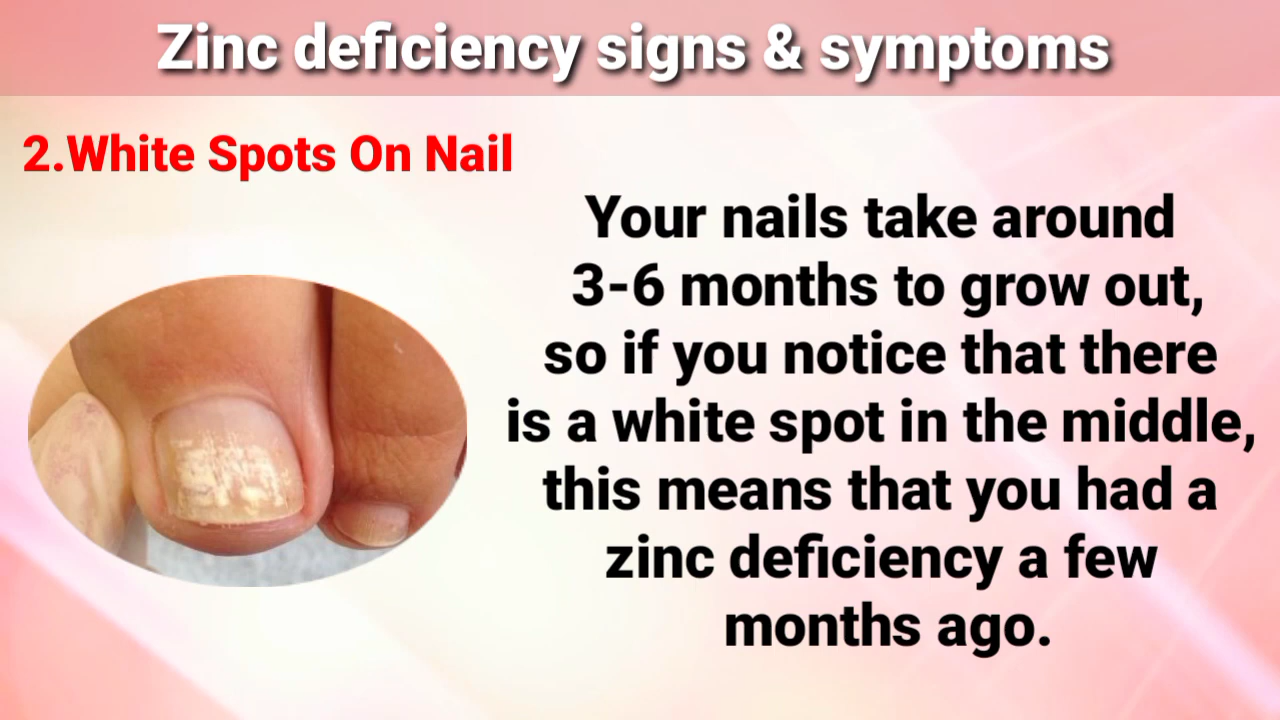 Zinc deficiency signs & symptoms
2.White Spots On Nail
Your nails take around
3-6 months to grow out,
so if you notice that there
is a white spot in the middle,
this means that you had a
zinc deficiency a few
months ago.